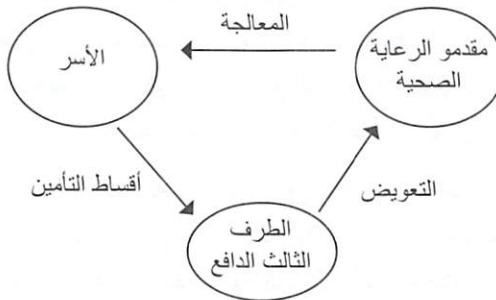 المعالجة
مقدمو الرعاية
الصحية
الأسر
أقساط التأمين
التعويض
الطرف
الثالث الدافع